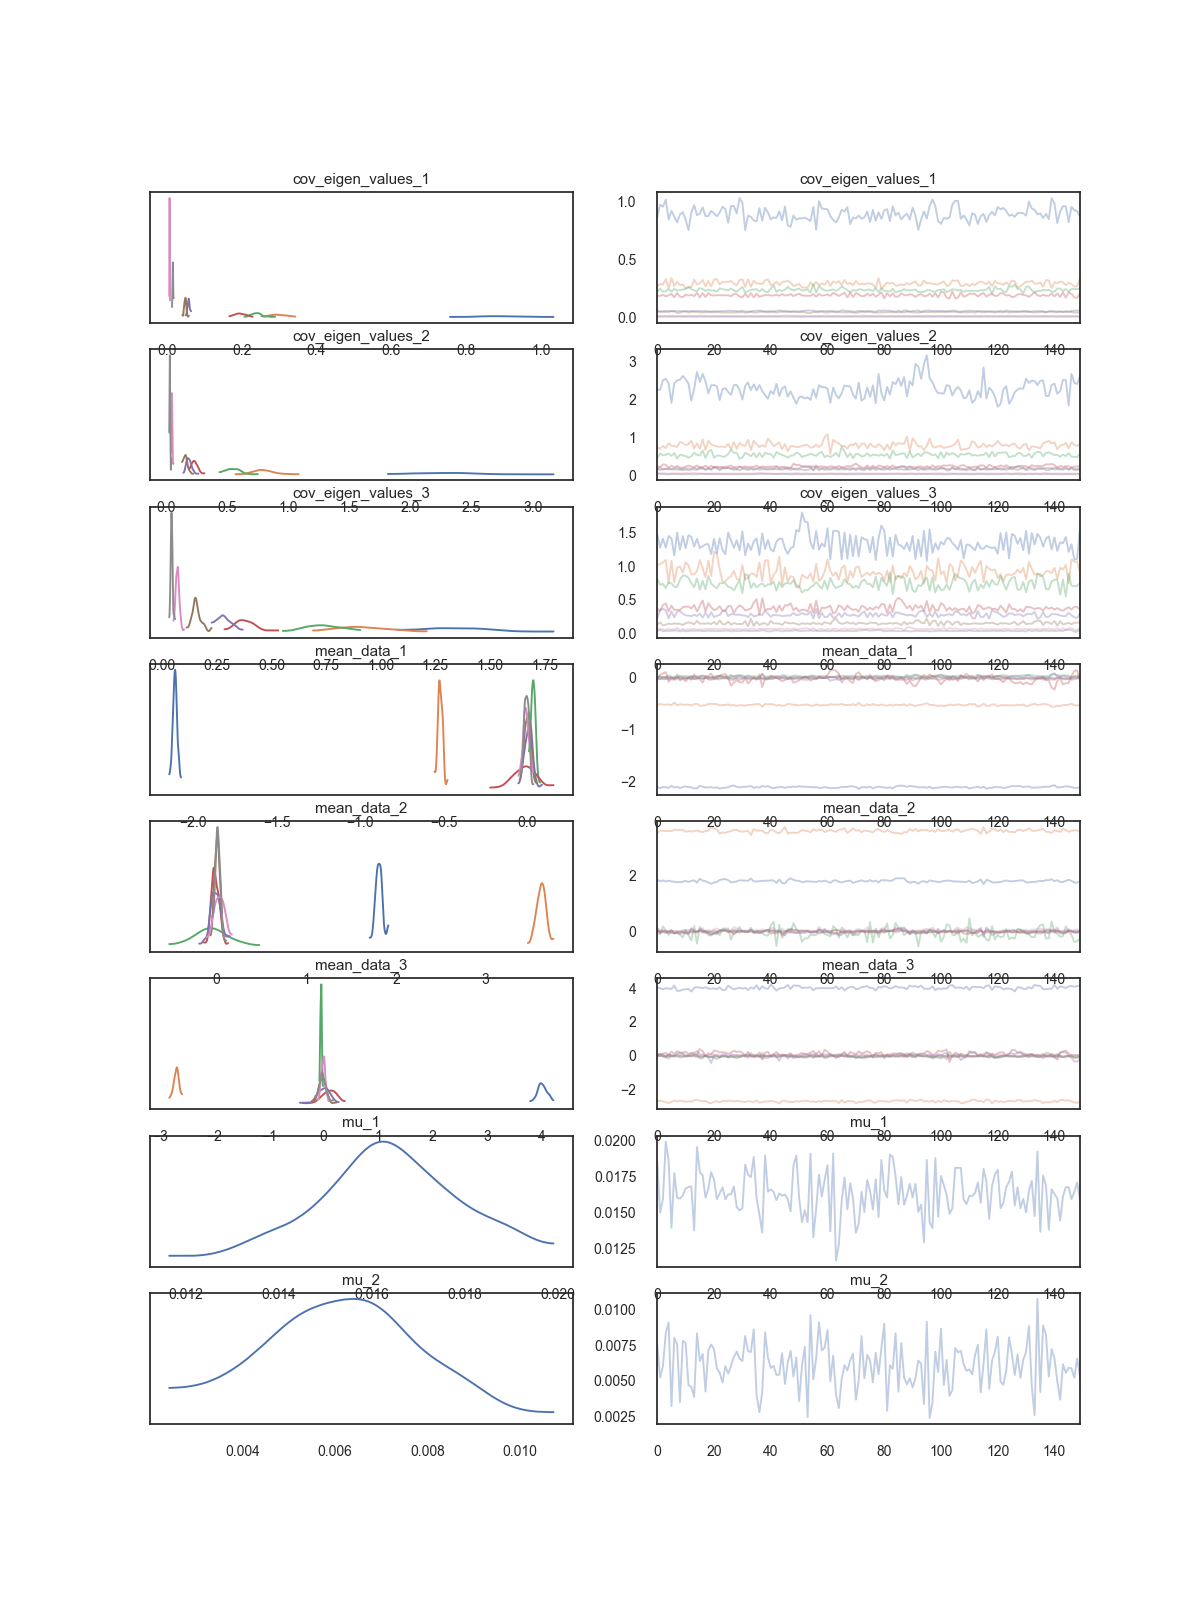 cov_eigen_values_1 cov_eigen_values_1
1.0
0.5
0.0
0.0 0.2 0.4 0.6 0.8 1.0 0 20 40 60 80 100 120 140
cov_eigen_values_2 cov_eigen_values_2
3
2
1
0
0.0 0.5 1.0 1.5 2.0 2.5 3.0 0 20 40 60 80 100 120 140
cov_eigen_values_3 cov_eigen_values_3
1.5
1.0
0.5
0.0
0.00 0.25 0.50 0.75 1.00 1.25 1.50 1.75 0 20 40 60 80 100 120 140
mean_data_1 mean_data_1
0
−1
−2
−2.0 −1.5 −1.0 −0.5 0.0 0 20 40 60 80 100 120 140
mean_data_2 mean_data_2
2
0
0 1 2 3 0 20 40 60 80 100 120 140
mean_data_3 mean_data_3
4
2
0
−2
−3 −2 −1 0 1 2 3 4 0 20 40 60 80 100 120 140
mu_1 mu_1
0.0200
0.0175
0.0150
0.0125
0.012 0.014 0.016 0.018 0.020 0 20 40 60 80 100 120 140
mu_2 mu_2
0.0100
0.0075
0.0050
0.0025
0.004 0.006 0.008 0.010 0 20 40 60 80 100 120 140